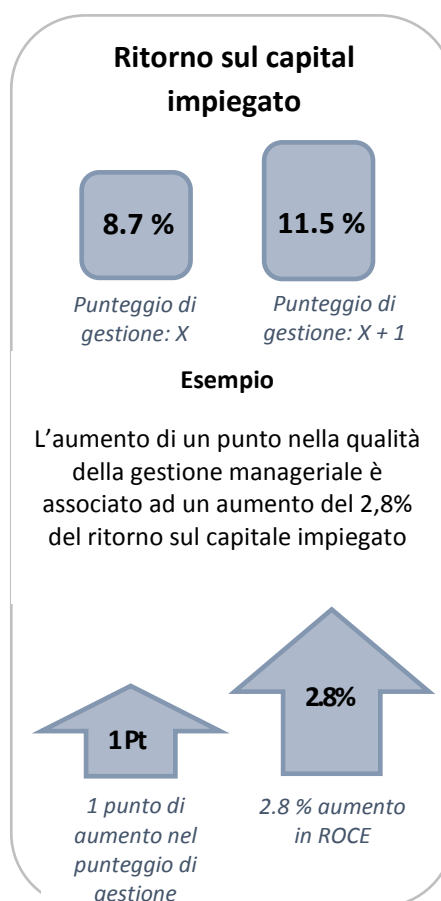 Ritorno sul capital
impiegato
8.7 %
11.5 %
Punteggio di
gestione: X
Punteggio di
gestione: X + 1
Esempio
L’aumento di un punto nella qualità
della gestione manageriale è
associato ad un aumento del 2,8%
del ritorno sul capitale impiegato
1 Pt
2.8%
1 punto di
aumento nel
punteggio di
gestione
2.8 % aumento
in ROCE